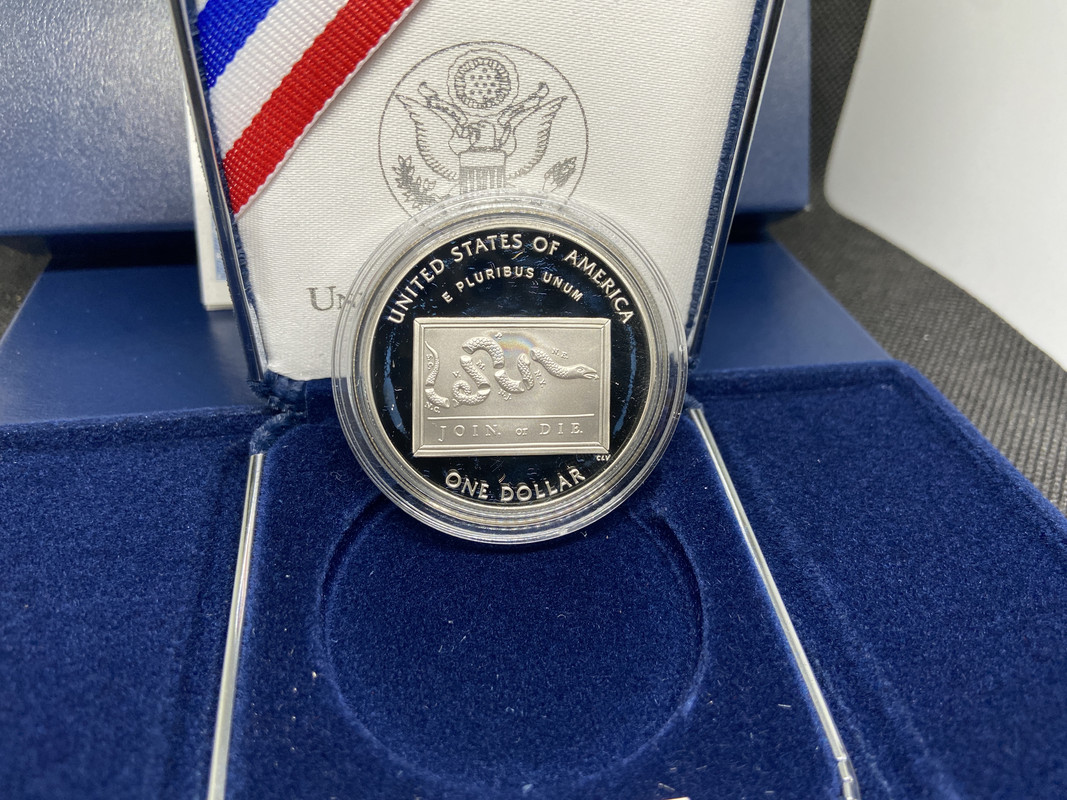 UNITED STATES OF AMERICA
E PLURIBUS UNUM
N.E.
N.Y.
N.J.
N.C.
JOIN, or DIE.
CLV
ONE DOLLAR